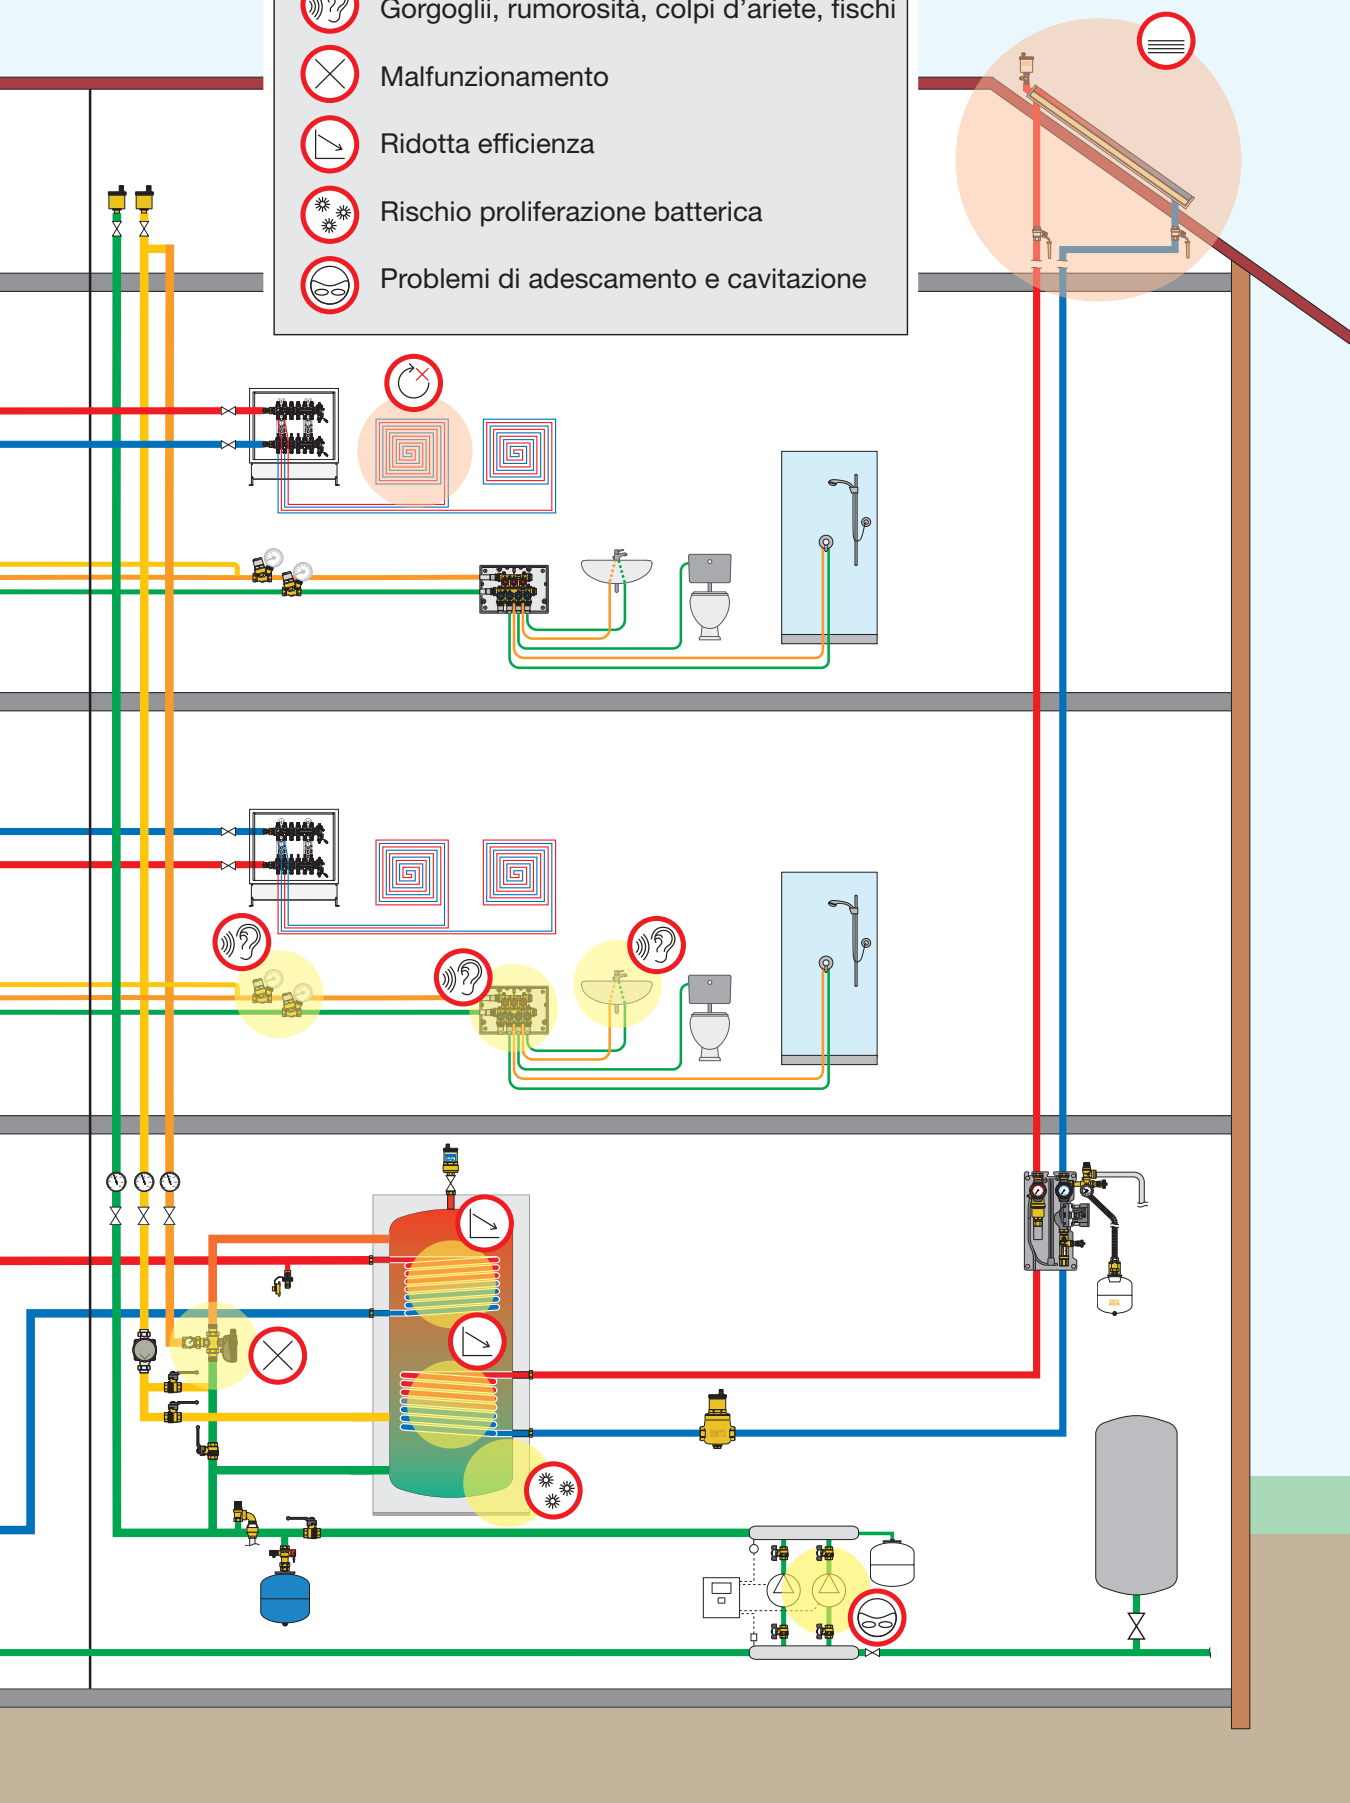 Gorgoglii, rumorosità, colpi d'ariete, fischi
Malfunzionamento
Ridotta efficienza
Rischio proliferazione batterica
Problemi di adescamento e cavitazione